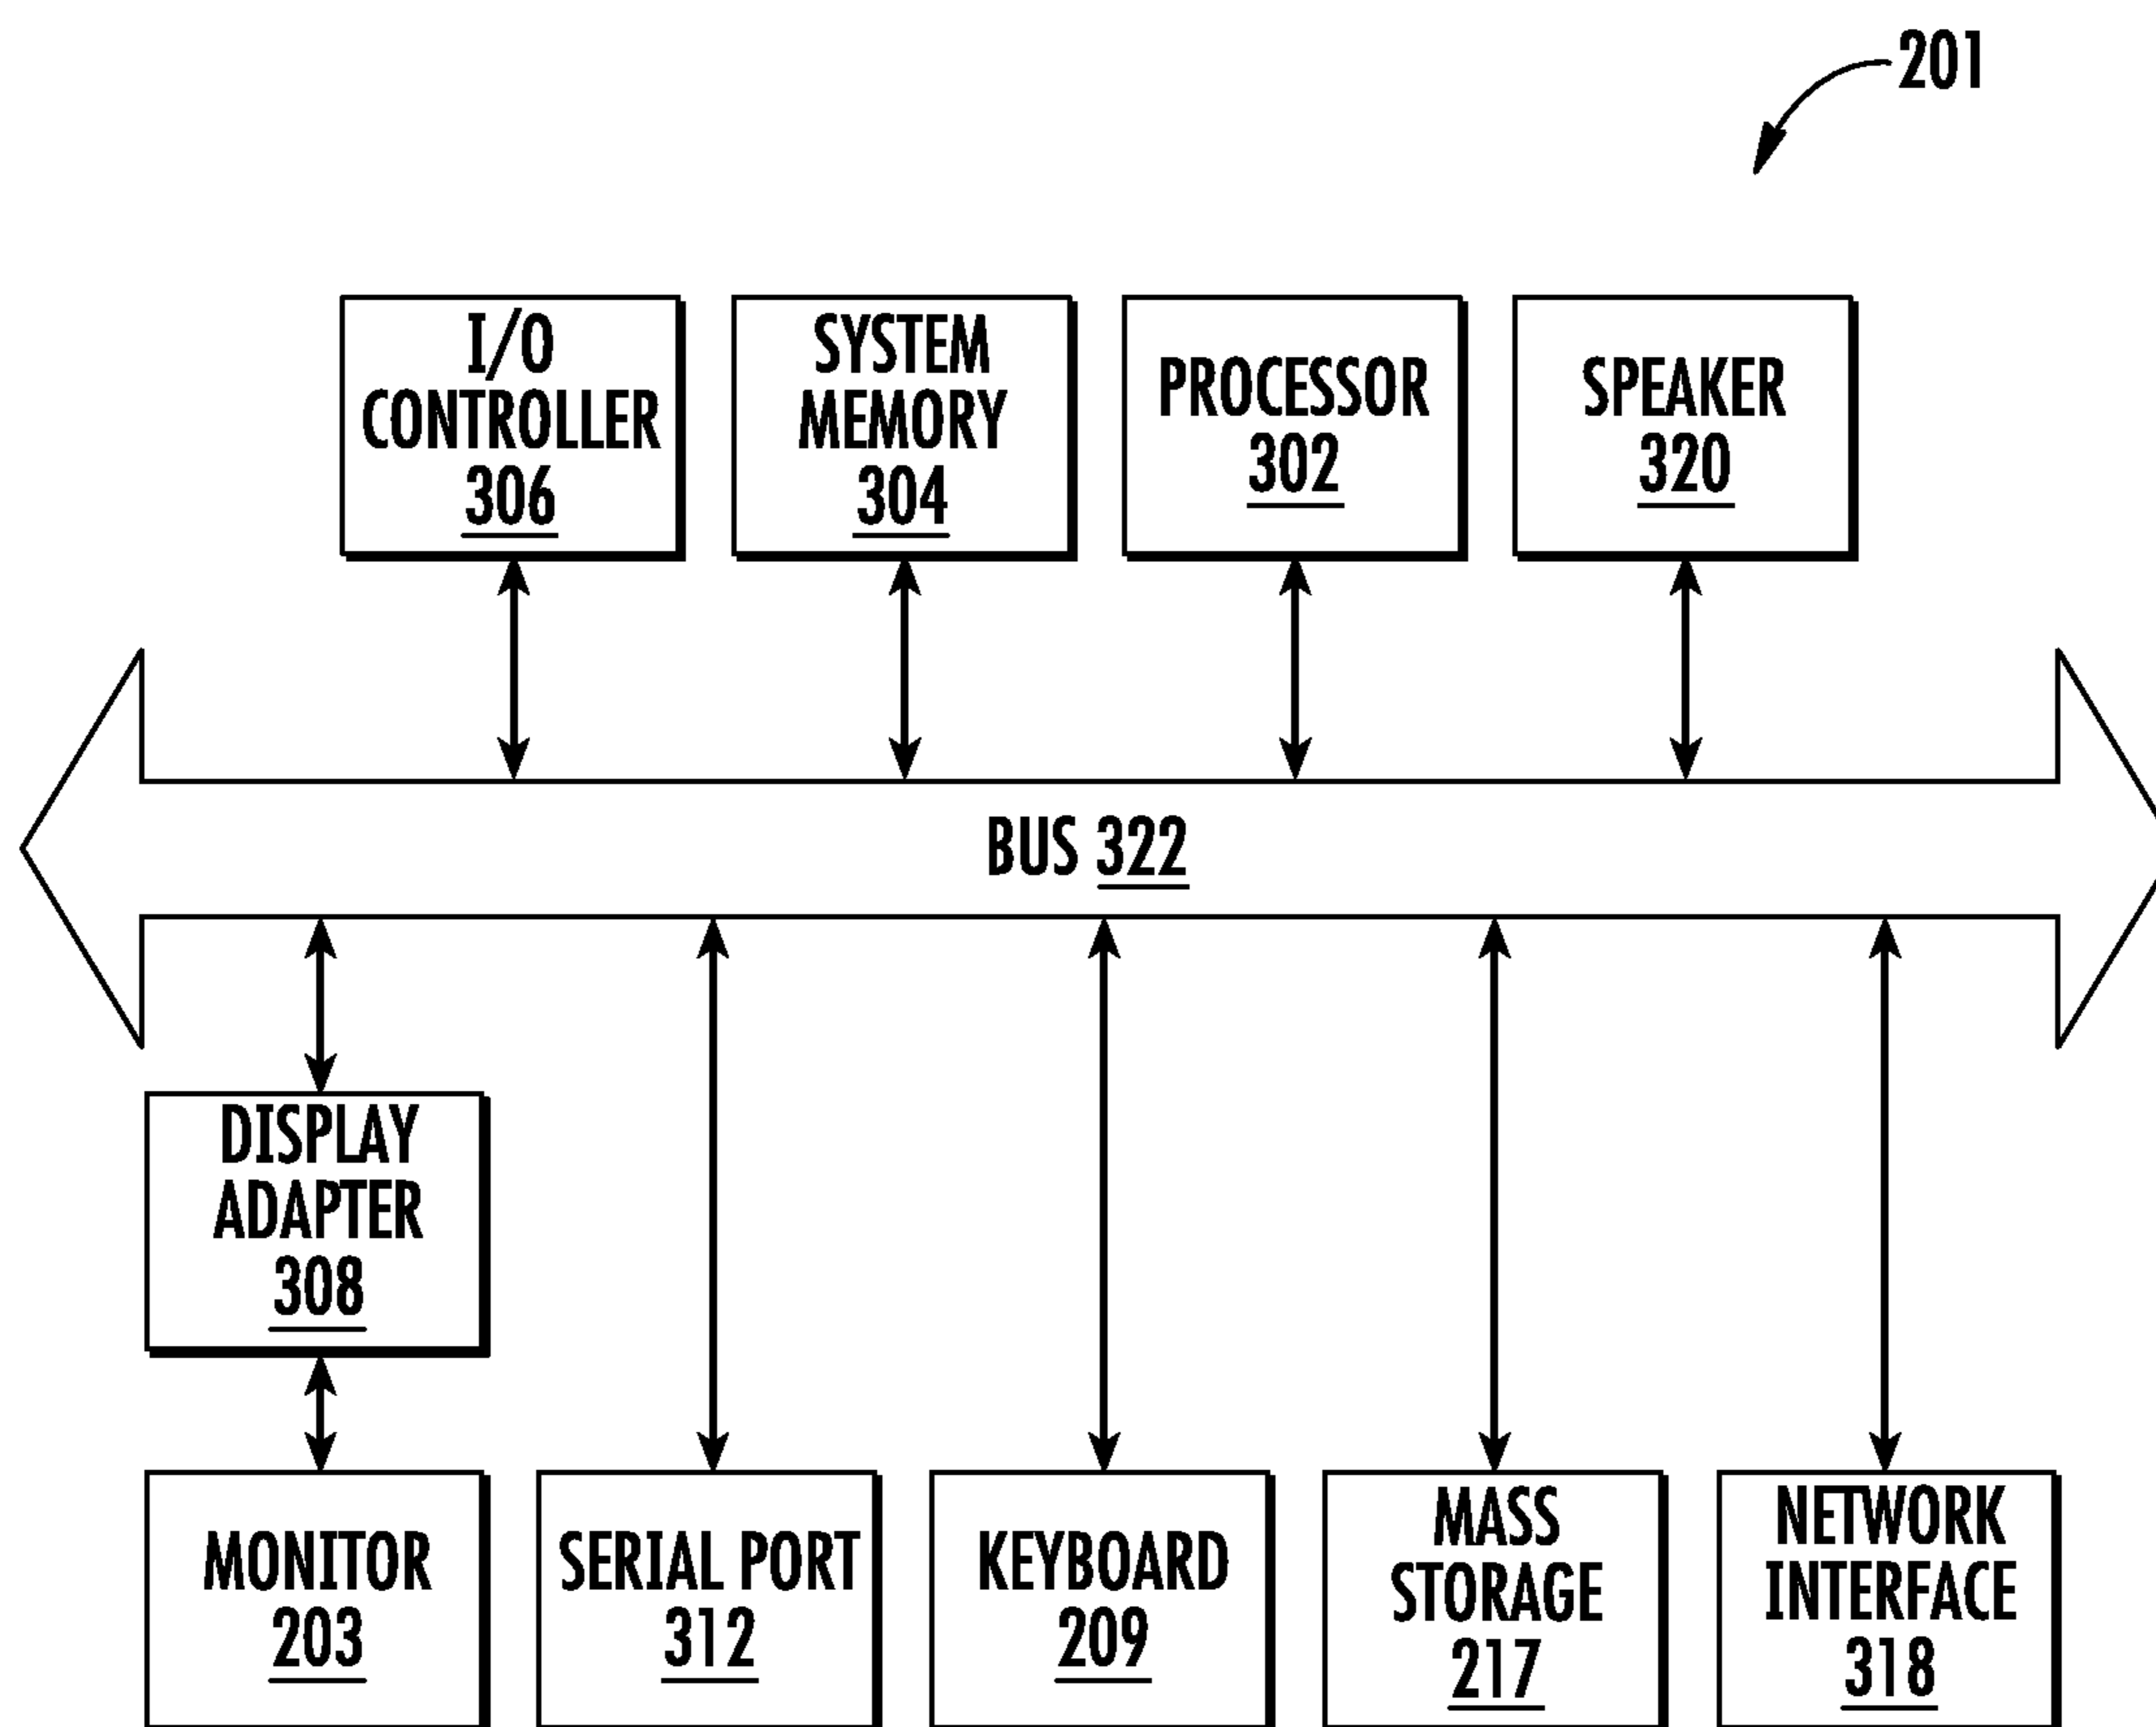 201
I/O
CONTROLLER
306
SYSTEM
MEMORY
304
PROCESSOR
302
SPEAKER
320
BUS 322
DISPLAY
ADAPTER
308
MONITOR
203
SERIAL PORT
312
KEYBOARD
209
MASS
STORAGE
217
NETWORK
INTERFACE
318